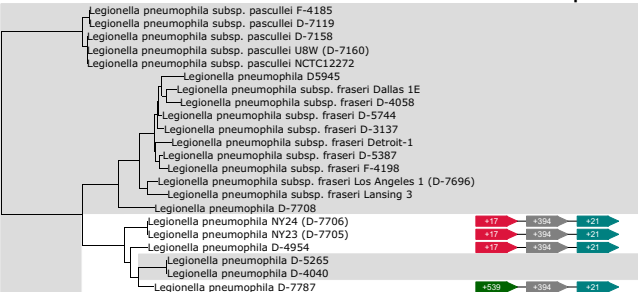 Legionella pneumophila subsp. pascullei F-4185
Legionella pneumophila subsp. pascullei D-7119
Legionella pneumophila subsp. pascullei D-7158
Legionella pneumophila subsp. pascullei U8W (D-7160)
Legionella pneumophila subsp. pascullei NCTC12272
Legionella pneumophila D5945
Legionella pneumophila subsp. fraseri Dallas 1E
Legionella pneumophila subsp. fraseri D-4058
Legionella pneumophila subsp. fraseri D-5744
Legionella pneumophila subsp. fraseri D-3137
Legionella pneumophila subsp. fraseri Detroit-1
Legionella pneumophila subsp. fraseri D-5387
Legionella pneumophila subsp. fraseri F-4198
Legionella pneumophila subsp. fraseri Los Angeles 1 (D-7696)
Legionella pneumophila subsp. fraseri Lansing 3
Legionella pneumophila D-7708
Legionella pneumophila NY24 (D-7706) +17 +394 +21
Legionella pneumophila NY23 (D-7705) +17 +394 +21
Legionella pneumophila D-4954 +17 +394 +21
Legionella pneumophila D-5265
Legionella pneumophila D-4040
Legionella pneumophila D-7787 +539 +394 +21